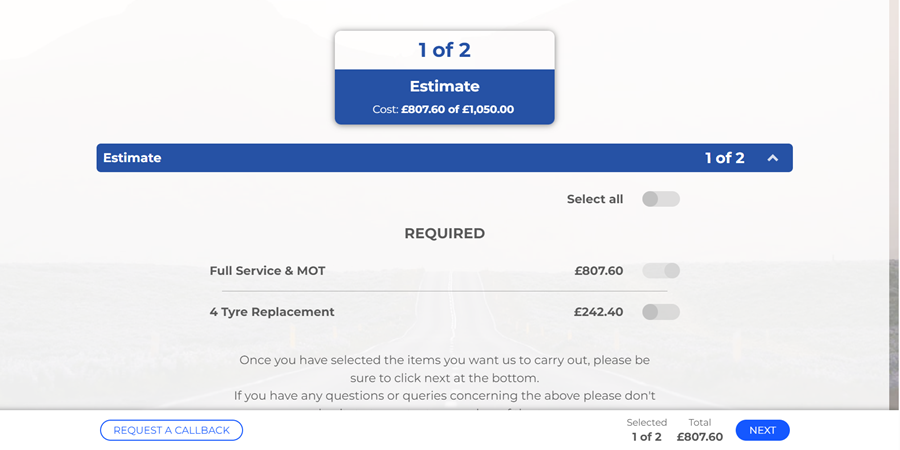 1 of 2
Estimate
Cost: £807.60 of £1,050.00
Estimate 1 of 2
Select all
REQUIRED
Full Service & MOT £807.60
4 Tyre Replacement £242.40
Once you have selected the items you want us to carry out, please be
sure to click next at the bottom.
If you have any questions or queries concerning the above please don't
REQUEST A CALLBACK
Selected Total
1 of 2 £807.60
NEXT